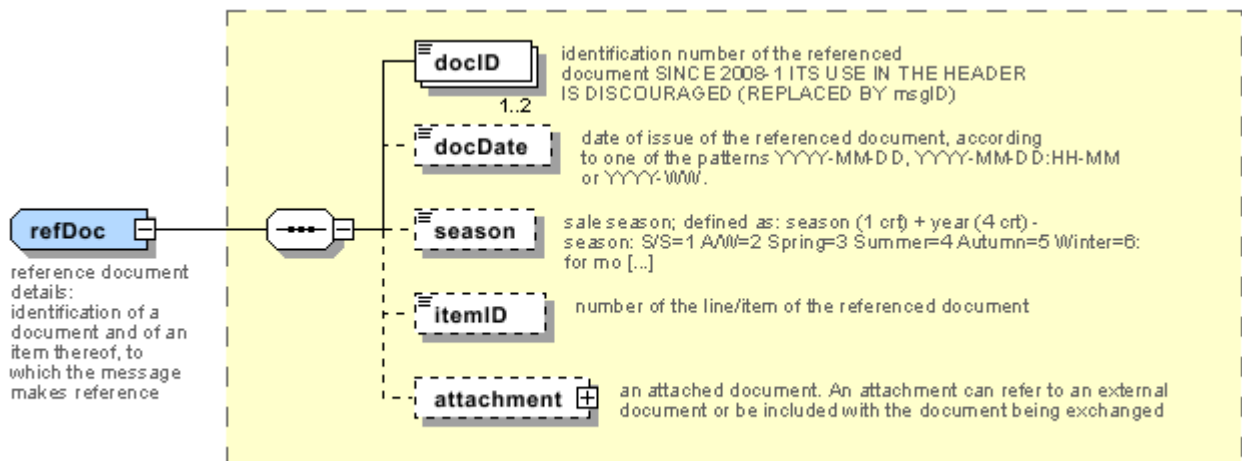 docID
identification number of the referenced
document SINCE 2008-1 ITS USE IN THE HEADER
IS DISCOURAGED (REPLACED BY msgID)
1..2
docDate
date of issue of the referenced document, according
to one of the patterns YYYY-MM-DD, YYYY-MM-DD:HH-MM
or YYYY-WW.
refDoc
reference document
details:
identification of a
document and of an
item thereof, to
which the message
makes reference
season
sale season; defined as: season (1 crt) + year (4 crt) -
season: S/S=1 A/W=2 Spring=3 Summer=4 Autumn=5 Winter=6:
for mo [...]
itemID
number of the line/item of the referenced document
attachment
an attached document. An attachment can refer to an external
document or be included with the document being exchanged